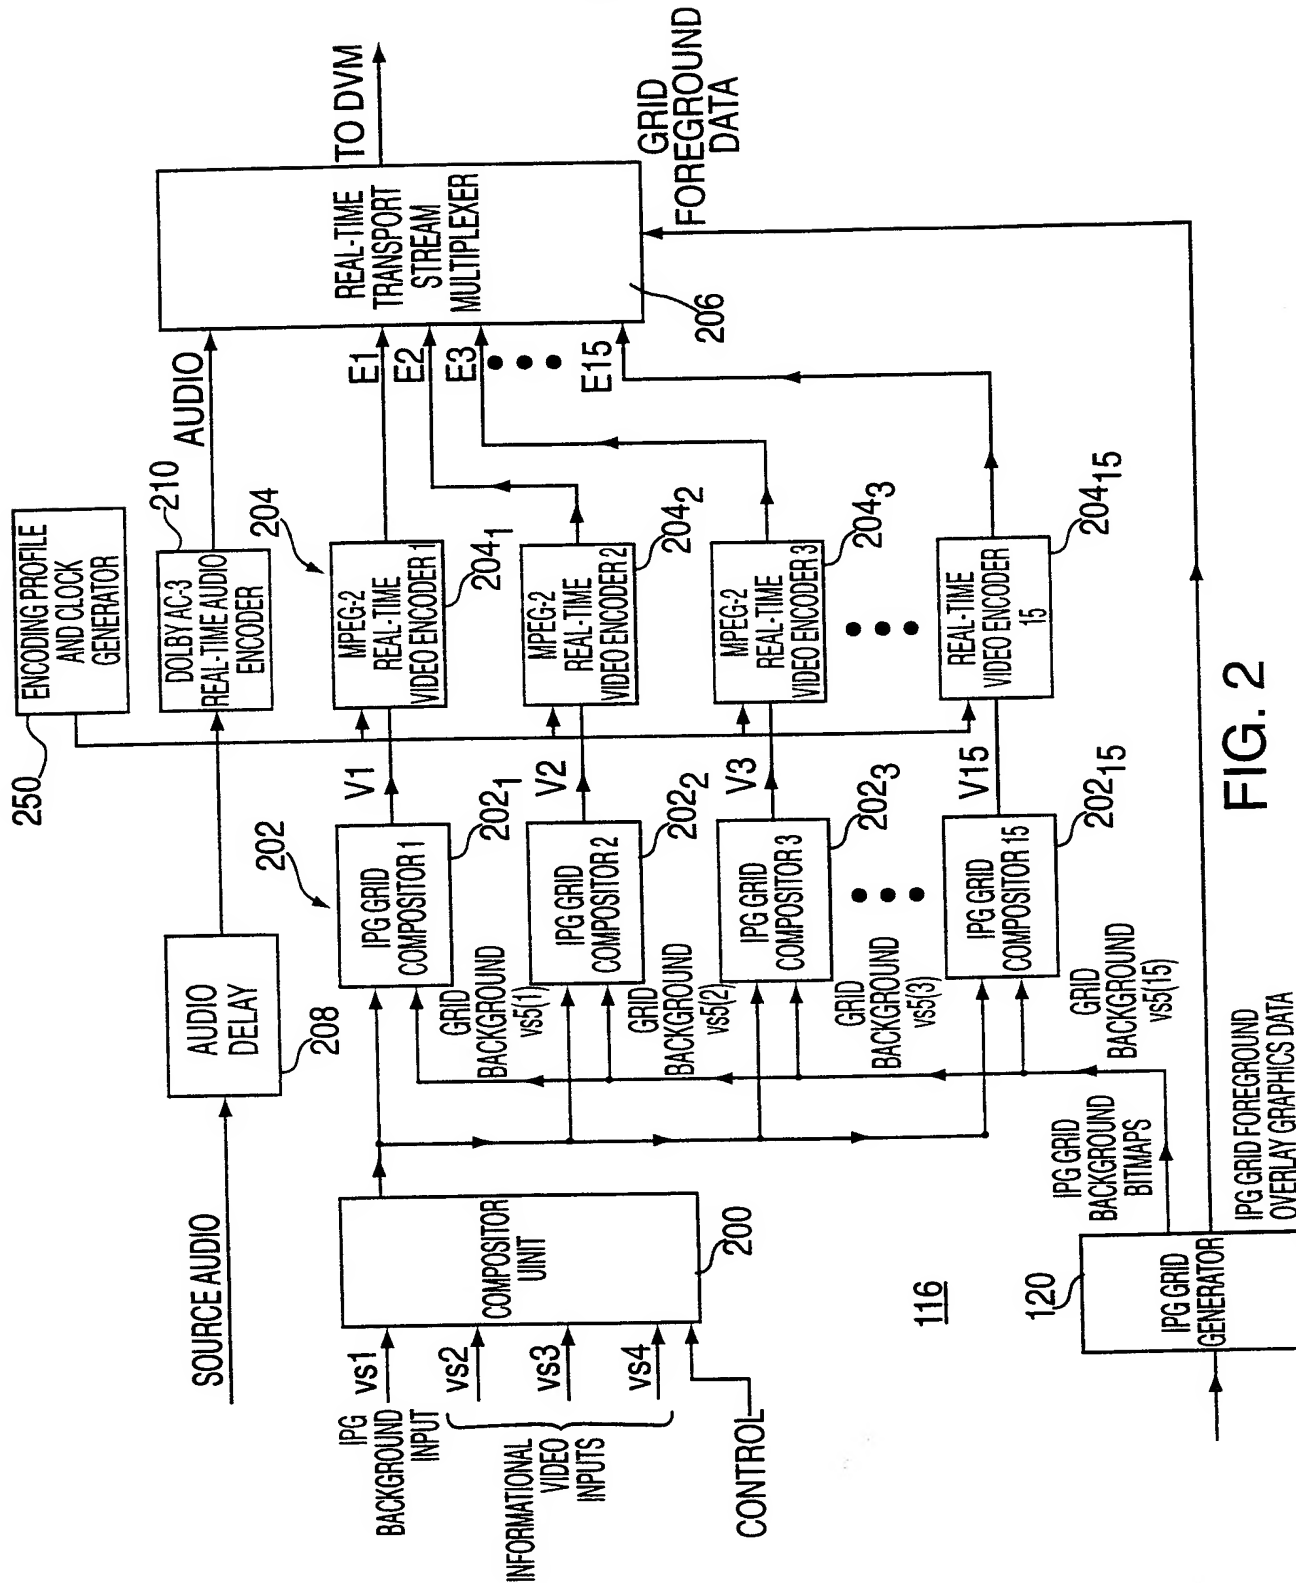 ENCODING PROFILE
AND CLOCK
GENERATOR
250
SOURCE AUDIO
AUDIO
DELAY
208
DOLBY AC-3
REAL-TIME AUDIO
ENCODER
210
AUDIO
IPG
BACKGROUND
INPUT
vs1
vs2
vs3
vs4
INFORMATIONAL
VIDEO
INPUTS
CONTROL
COMPOSITOR
UINIT
200
202
IPG GRID
COMPOSITOR 1
202₁
GRID
BACKGROUND
vs5(1)
V1
204
MPEG-2
REAL-TIME
VIDEO ENCODER 1
204₁
E1
IPG GRID
COMPOSITOR 2
202₂
GRID
BACKGROUND
vs5(2)
V2
MPEG-2
REAL-TIME
VIDEO ENCODER 2
204₂
E2
IPG GRID
COMPOSITOR 3
202₃
GRID
BACKGROUND
vs5(3)
V3
MPEG-2
REAL-TIME
VIDEO ENCODER 3
204₃
E3
IPG GRID
COMPOSITOR 15
202₁₅
GRID
BACKGROUND
vs5(15)
V15
REAL-TIME
VIDEO ENCODER
15
204₁₅
E15
REAL-TIME
TRANSPORT
STREAM
MULTIPLEXER
206
TO DVM
GRID
FOREGROUND
DATA
116
120
IPG GRID
GENERATOR
IPG GRID
BACKGROUND
BITMAPS
IPG GRID FOREGROUND
OVERLAY GRAPHICS DATA
FIG. 2